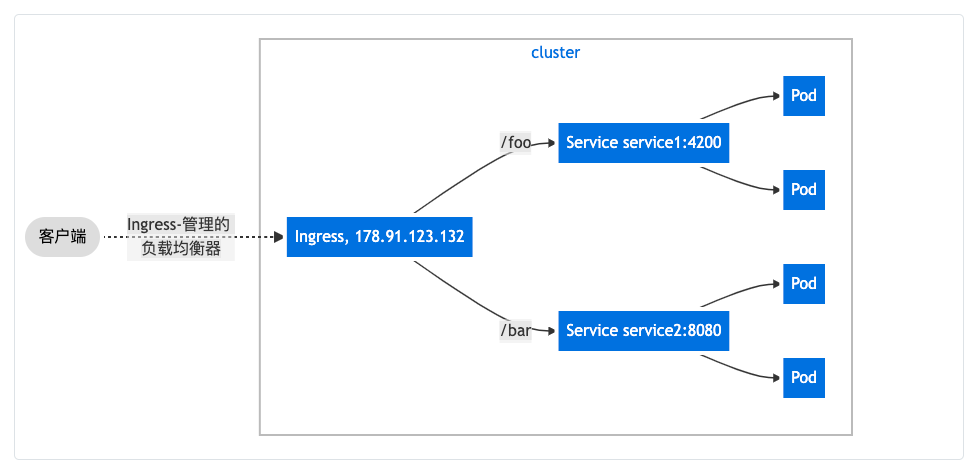 cluster
客户端
Ingress-管理的
负载均衡器
Ingress, 178.91.123.132
/foo
Service service1:4200
Pod
Pod
/bar
Service service2:8080
Pod
Pod